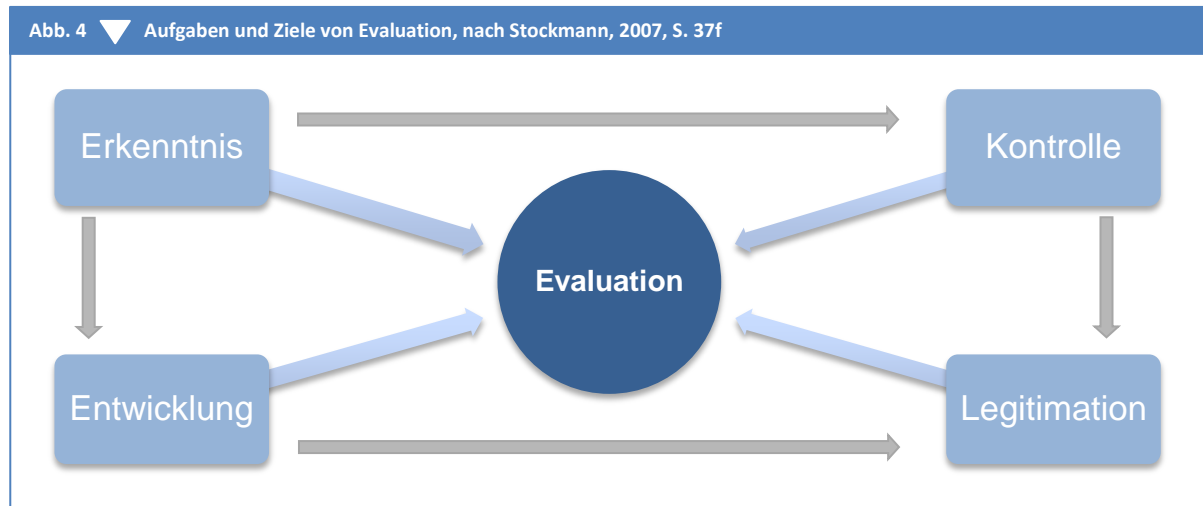 Abb. 4 Aufgaben und Ziele von Evaluation, nach Stockmann, 2007, S. 37f
Erkenntnis
Kontrolle
Evaluation
Entwicklung
Legitimation